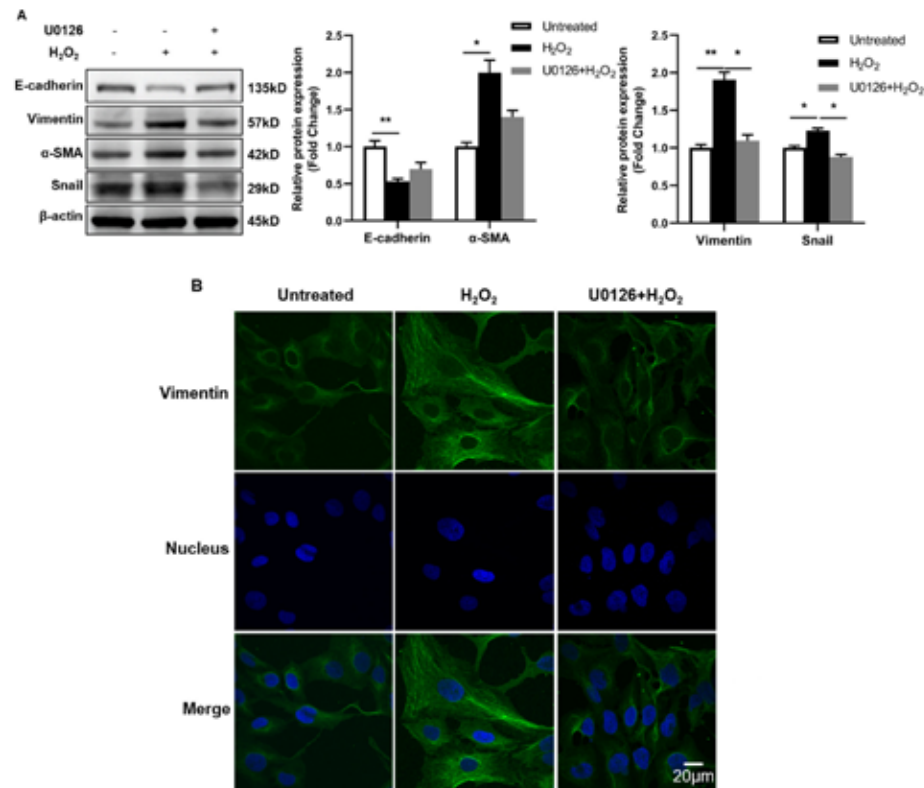 A
U0126 - - +
H₂O₂ - + +
E-cadherin 135kD
Vimentin 57kD
α-SMA 42kD
Snail 29kD
β-actin 45kD
Relative protein expression
(Fold Change)
2.5
2.0
1.5
1.0
0.5
0.0
**
*
Untreated
H₂O₂
U0126+H₂O₂
E-cadherin α-SMA
Relative protein expression
(Fold Change)
2.5
2.0
1.5
1.0
0.5
0.0
** *
* *
Untreated
H₂O₂
U0126+H₂O₂
Vimentin Snail
B
Untreated H₂O₂ U0126+H₂O₂
Vimentin
Nucleus
Merge
20μm